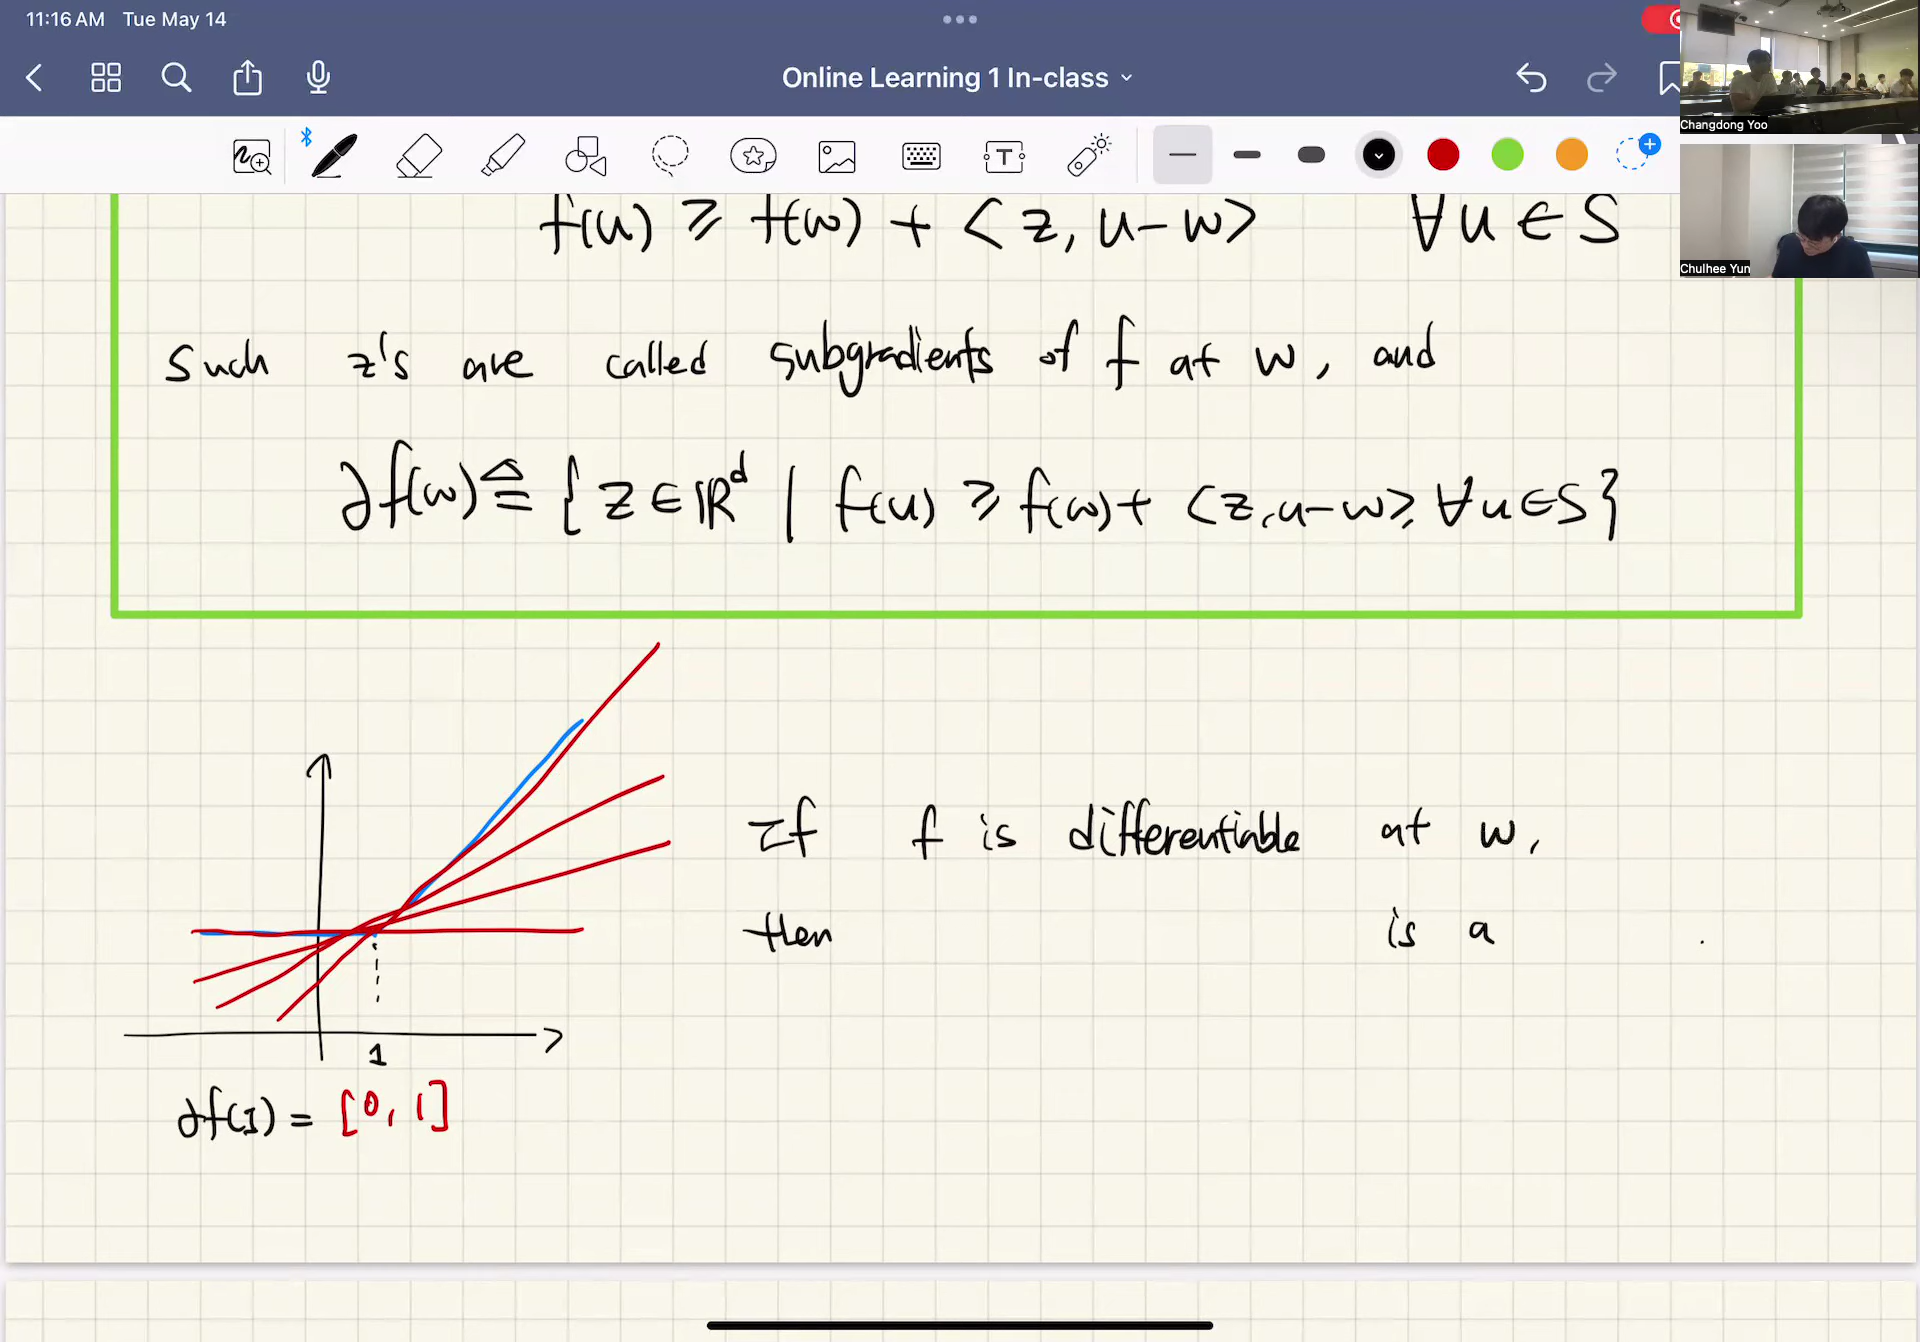 11:16 AM Tue May 14
Online Learning 1 In-class
Changdong Yoo
Chulhee Yun
T
f(u) ≥ f(w) + <z, u-w> ∀u ∈ S
Such z's are called subgradients of f at w, and
∂f(w) ≜ { z ∈ ℝ^d | f(u) ≥ f(w) + <z, u-w>, ∀u ∈ S }
If f is differentiable at w,
then is a .
1
∂f(1) = [0, 1]